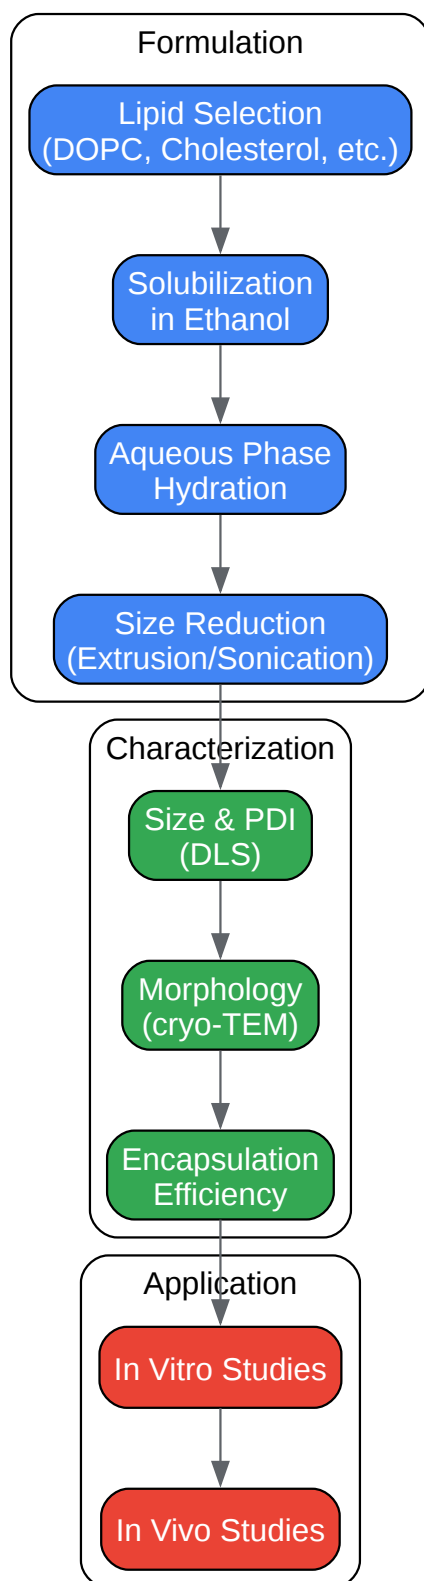 Formulation
Lipid Selection
(DOPC, Cholesterol, etc.)
Solubilization
in Ethanol
Aqueous Phase
Hydration
Size Reduction
(Extrusion/Sonication)
Characterization
Size & PDI
(DLS)
Morphology
(cryo-TEM)
Encapsulation
Efficiency
Application
In Vitro Studies
In Vivo Studies